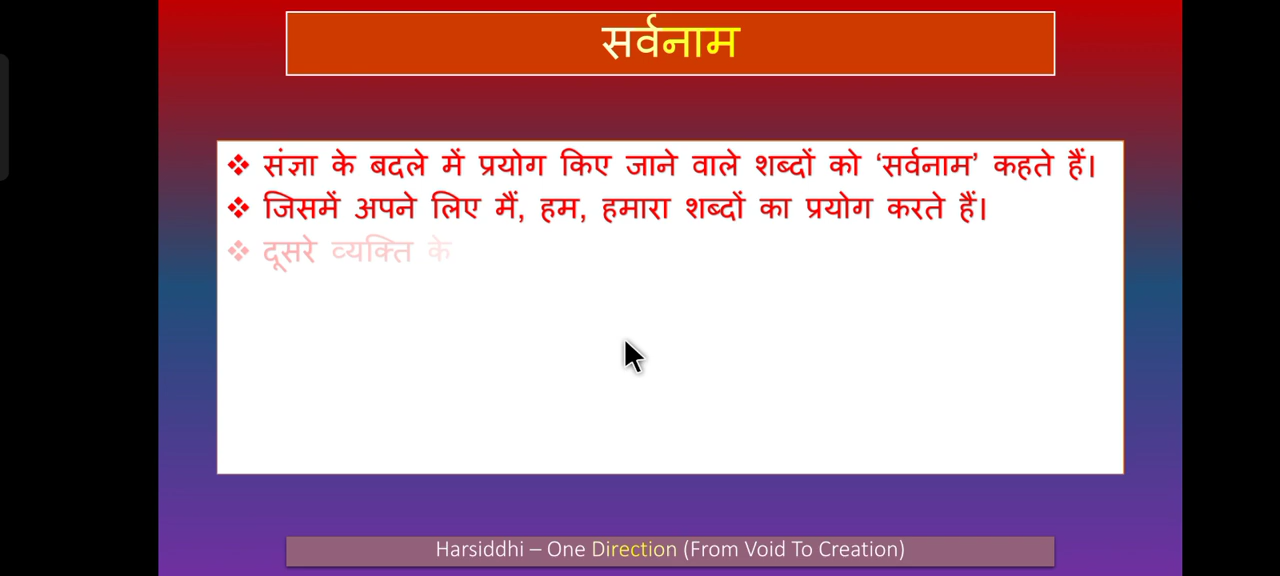 सर्वनाम
❖ संज्ञा के बदले में प्रयोग किए जाने वाले शब्दों को ‘सर्वनाम’ कहते हैं।
❖ जिसमें अपने लिए मैं, हम, हमारा शब्दों का प्रयोग करते हैं।
❖ दूसरे व्यक्ति के
Harsiddhi – One Direction (From Void To Creation)